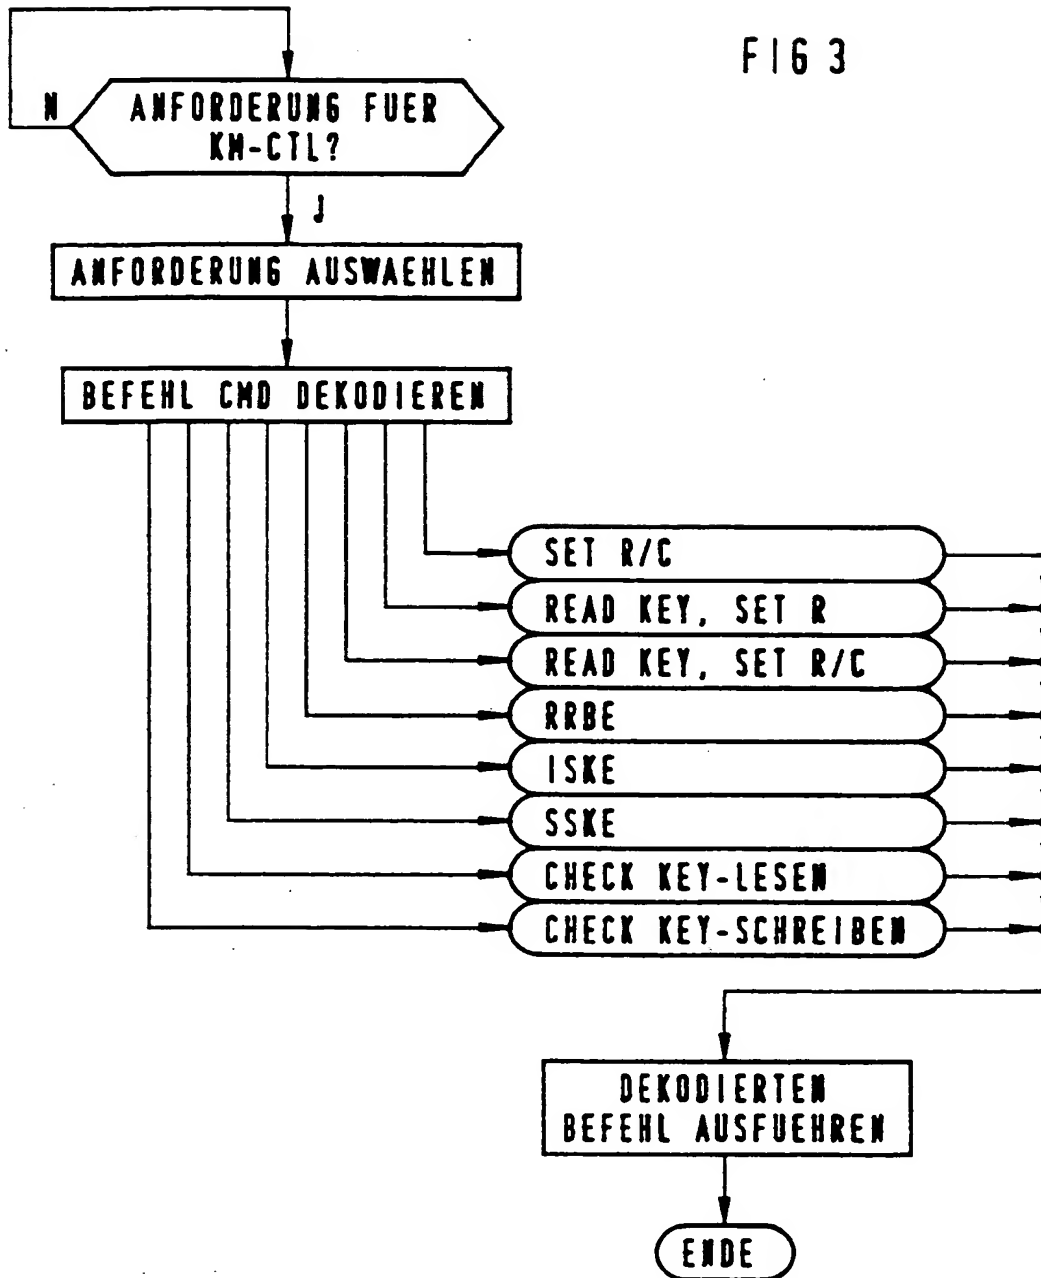 FIG 3
N
ANFORDERUNG FUER
KM-CTL?
J
ANFORDERUNG AUSWAEHLEN
BEFEHL CMD DEKODIEREN
SET R/C
READ KEY, SET R
READ KEY, SET R/C
RRBE
ISKE
SSKE
CHECK KEY-LESEN
CHECK KEY-SCHREIBEN
DEKODIERTEN
BEFEHL AUSFUEHREN
ENDE